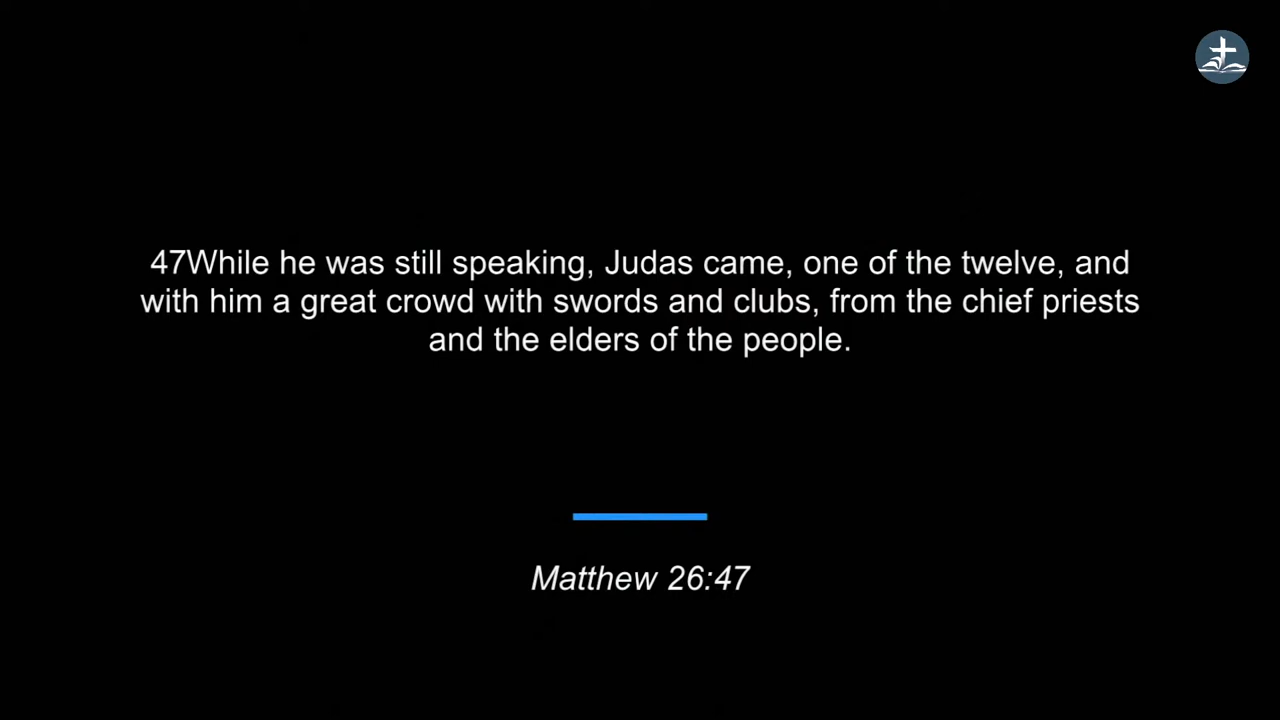 47While he was still speaking, Judas came, one of the twelve, and
with him a great crowd with swords and clubs, from the chief priests
and the elders of the people.
Matthew 26:47